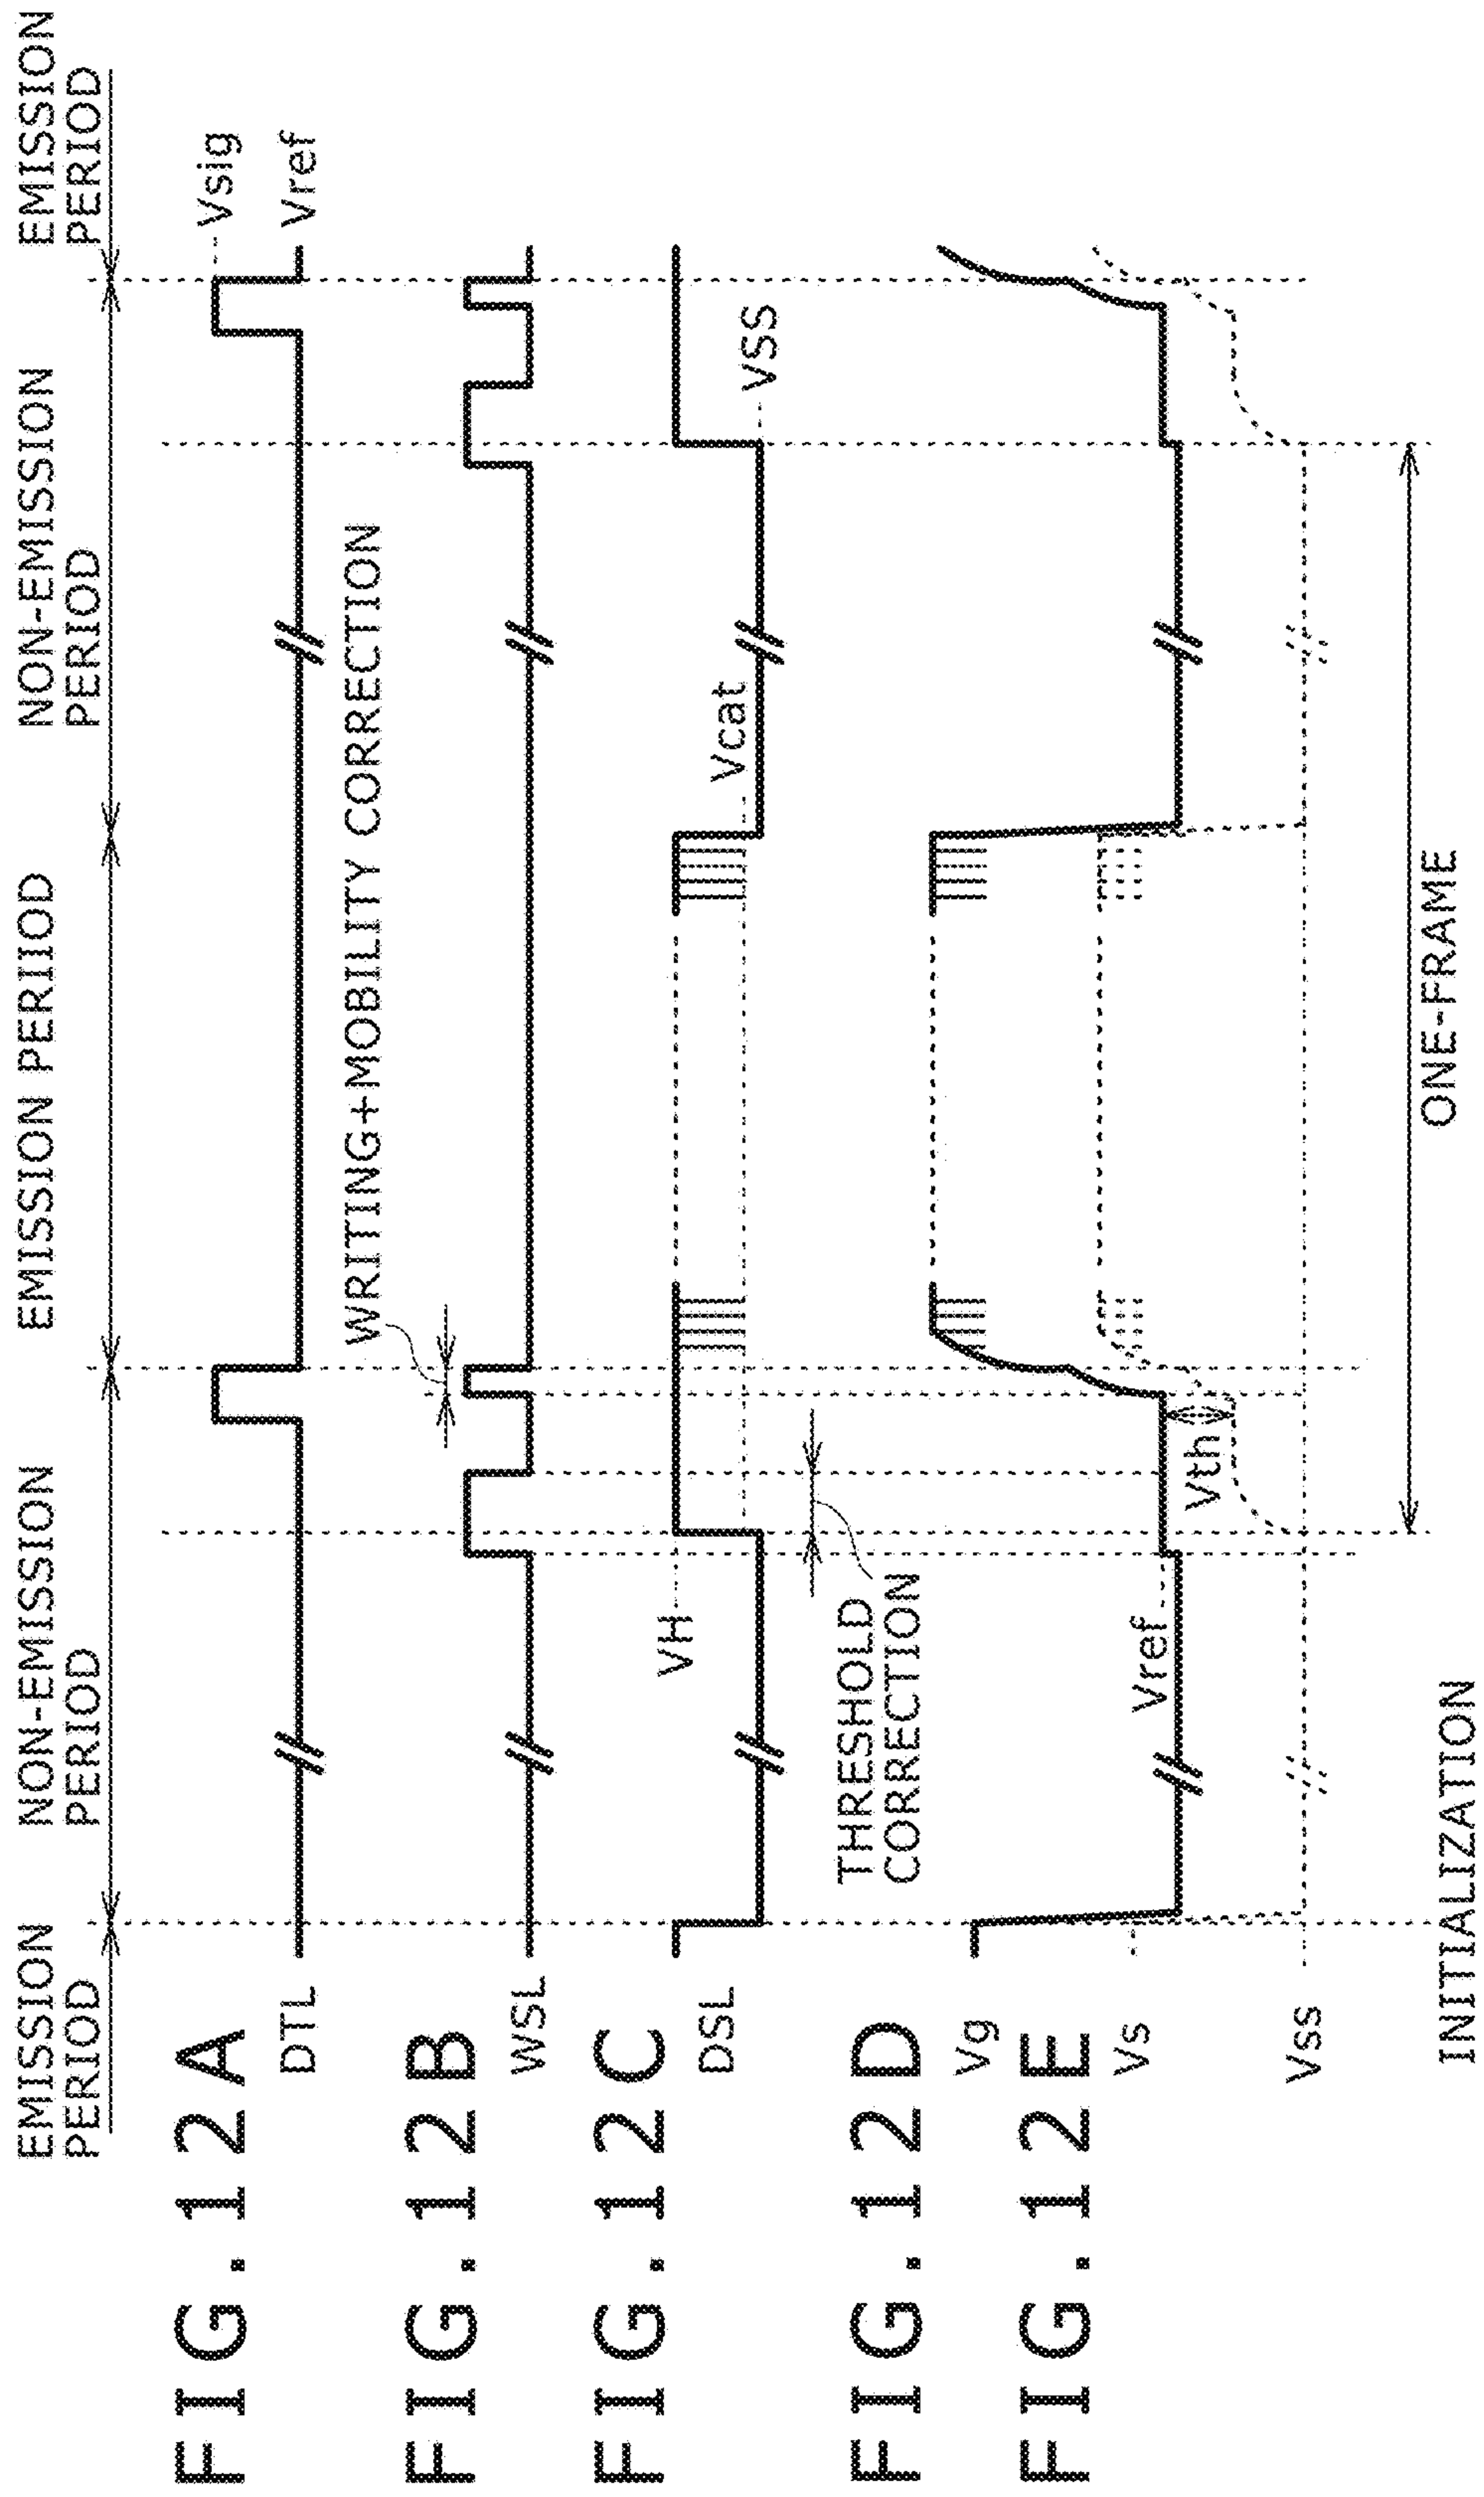 EMISSION
PERIOD
NON-EMISSION
PERIOD
EMISSION PERIIOD
NON-EMISSION
PERIOD
EMISSION
PERIOD
FIG.12A
DTL
Vsig
Vref
WRITING+MOBILITY CORRECTION
FIG.12B
WSL
FIG.12C
DSL
VH
Vcat
VSS
THRESHOLD
CORRECTION
FIG.12D
Vg
FIG.12E
Vs
Vref
Vth
Vss
ONE-FRAME
INITIALIZATION